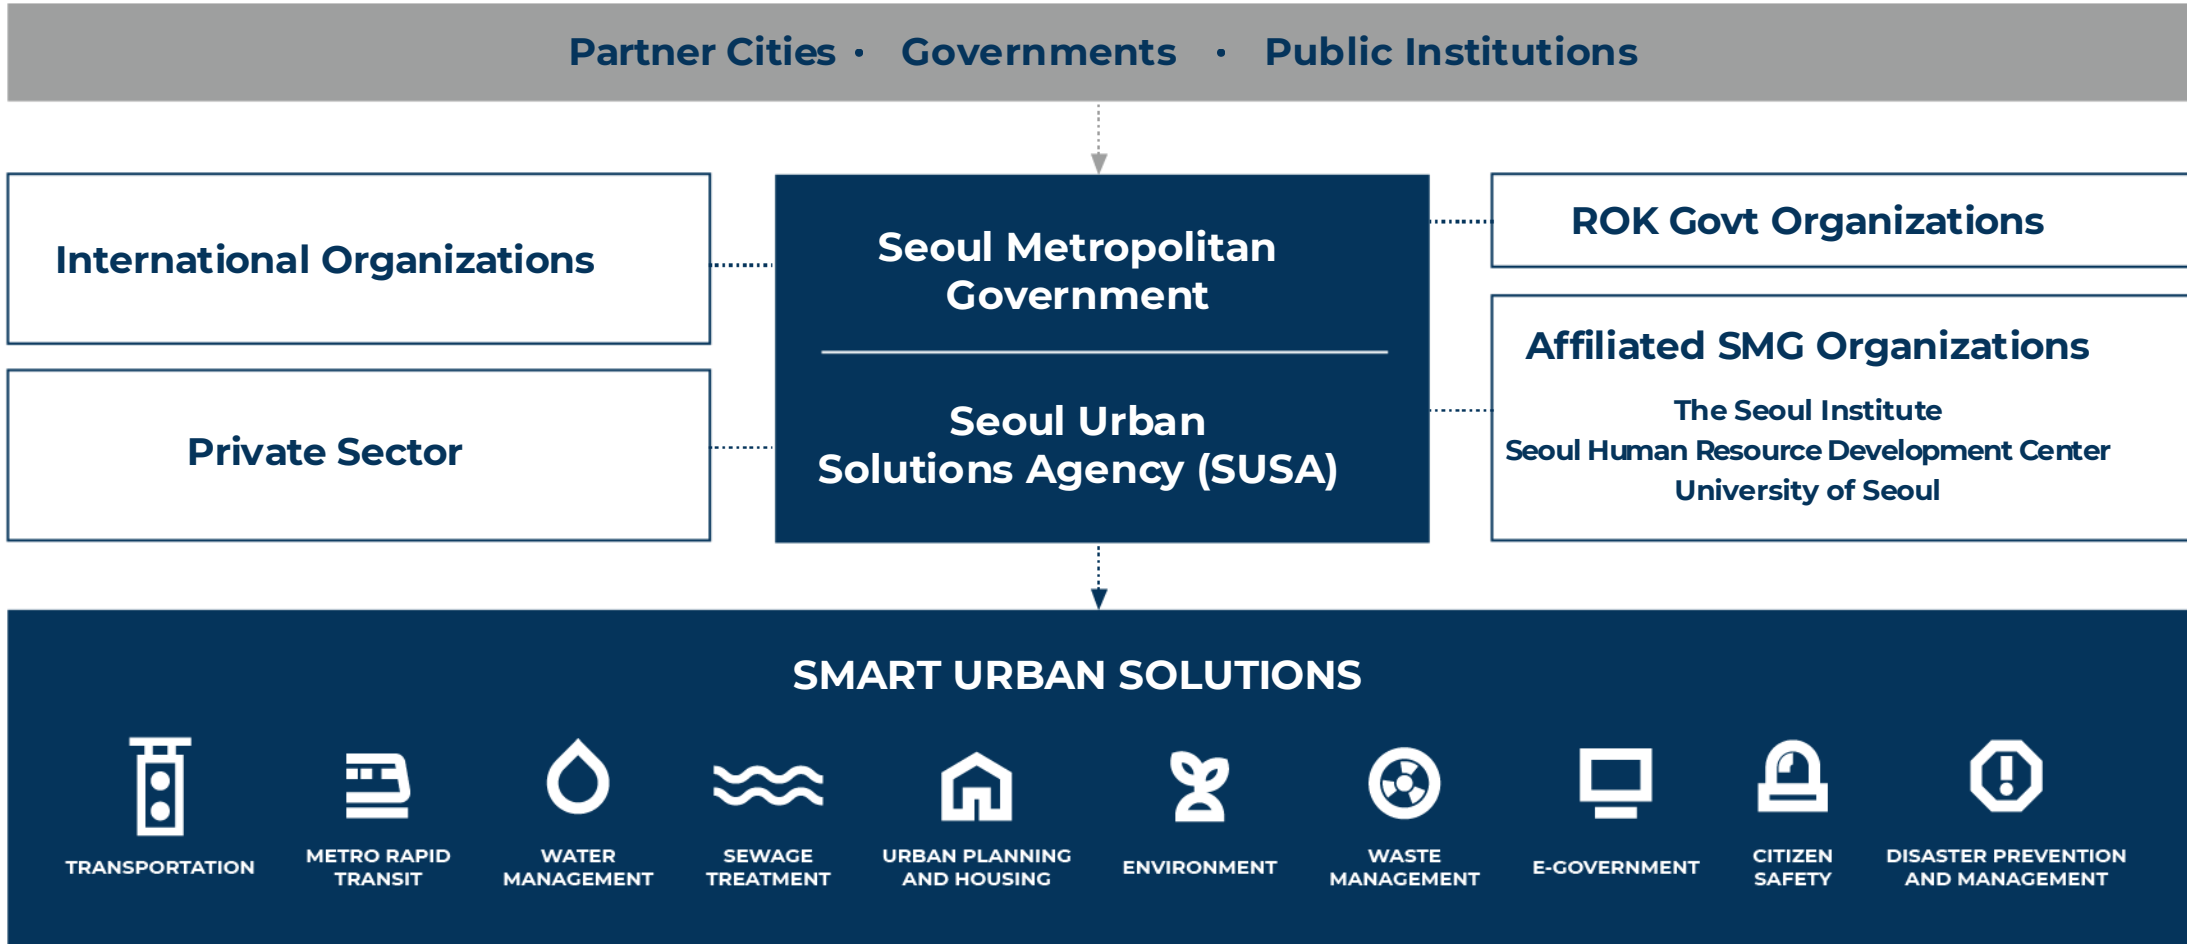 Partner Cities · Governments · Public Institutions
International Organizations
Private Sector
Seoul Metropolitan
Government
Seoul Urban
Solutions Agency (SUSA)
ROK Govt Organizations
Affiliated SMG Organizations
The Seoul Institute
Seoul Human Resource Development Center
University of Seoul
SMART URBAN SOLUTIONS
TRANSPORTATION
METRO RAPID
TRANSIT
WATER
MANAGEMENT
SEWAGE
TREATMENT
URBAN PLANNING
AND HOUSING
ENVIRONMENT
WASTE
MANAGEMENT
E-GOVERNMENT
CITIZEN
SAFETY
DISASTER PREVENTION
AND MANAGEMENT